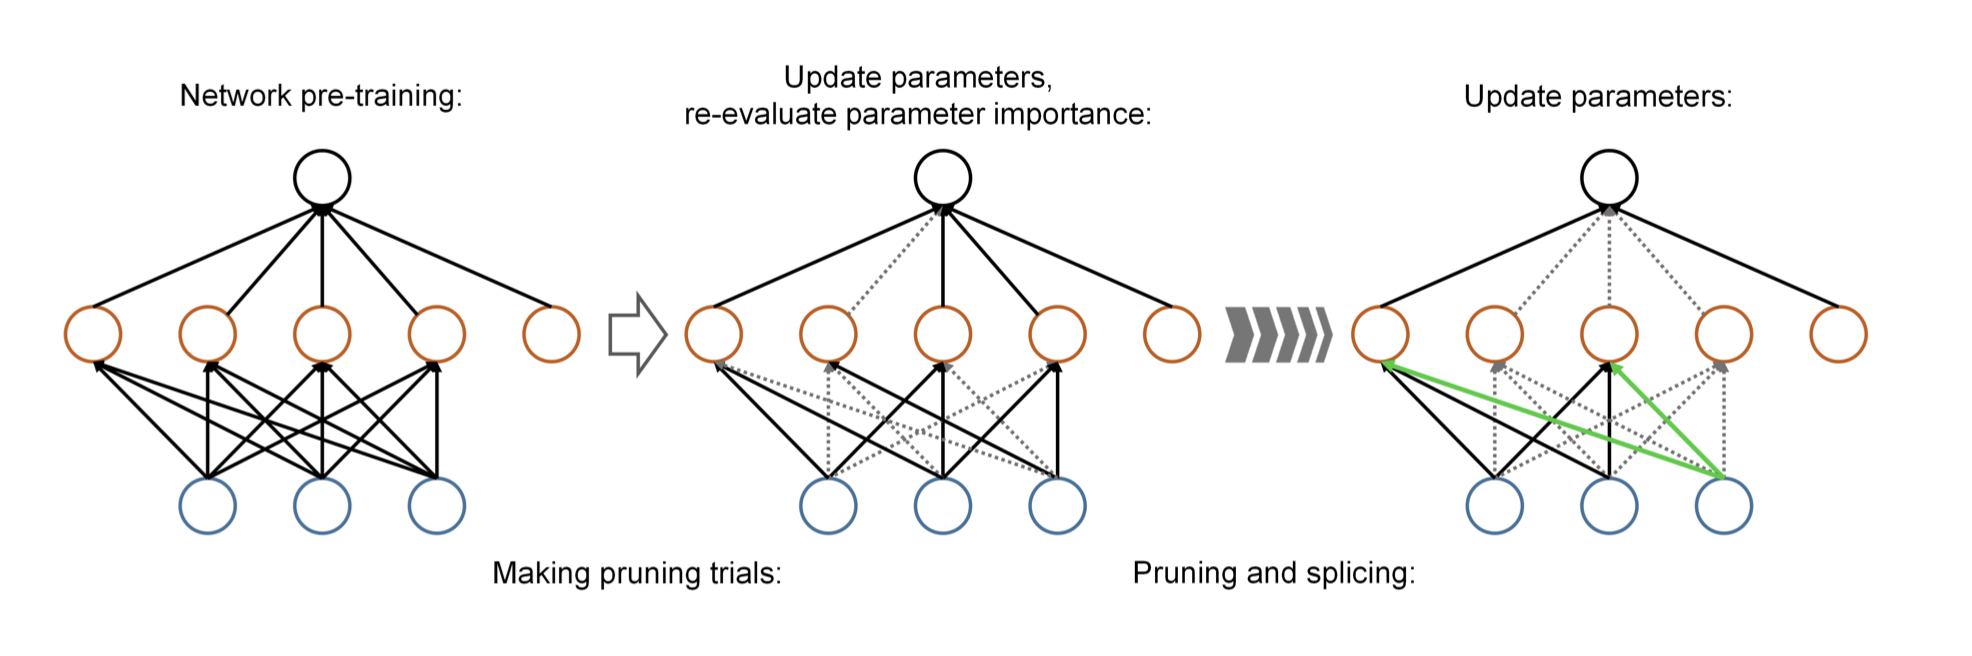 Network pre-training:
Update parameters,
re-evaluate parameter importance:
Update parameters:
Making pruning trials:
Pruning and splicing: